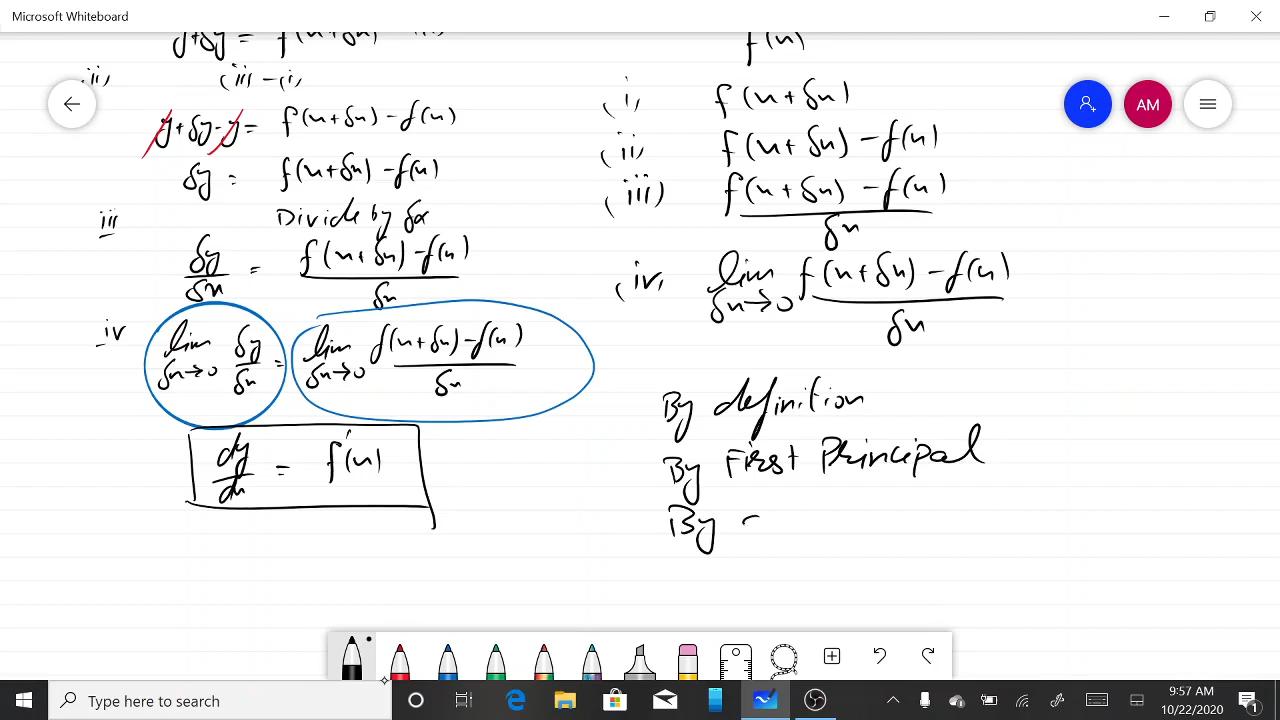 Microsoft Whiteboard
y+δy = f(x+δx)
f(x)
(ii) (iii - (i)
(i) f(x+δx)
AM
y+δy-y = f(x+δx) - f(x)
(ii) f(x+δx) - f(x)
δy = f(x+δx) - f(x)
(iii) f(x+δx) - f(x)
δx
iii Divide by δx
δy = f(x+δx) - f(x)
δx δx
(iv) lim f(x+δx) - f(x)
δx→0 δx
iv lim δy = lim f(x+δx) - f(x)
δx→0 δx δx→0 δx
By definition
dy = f'(x)
dx
By First Principal
By
Type here to search
9:57 AM
10/22/2020
1